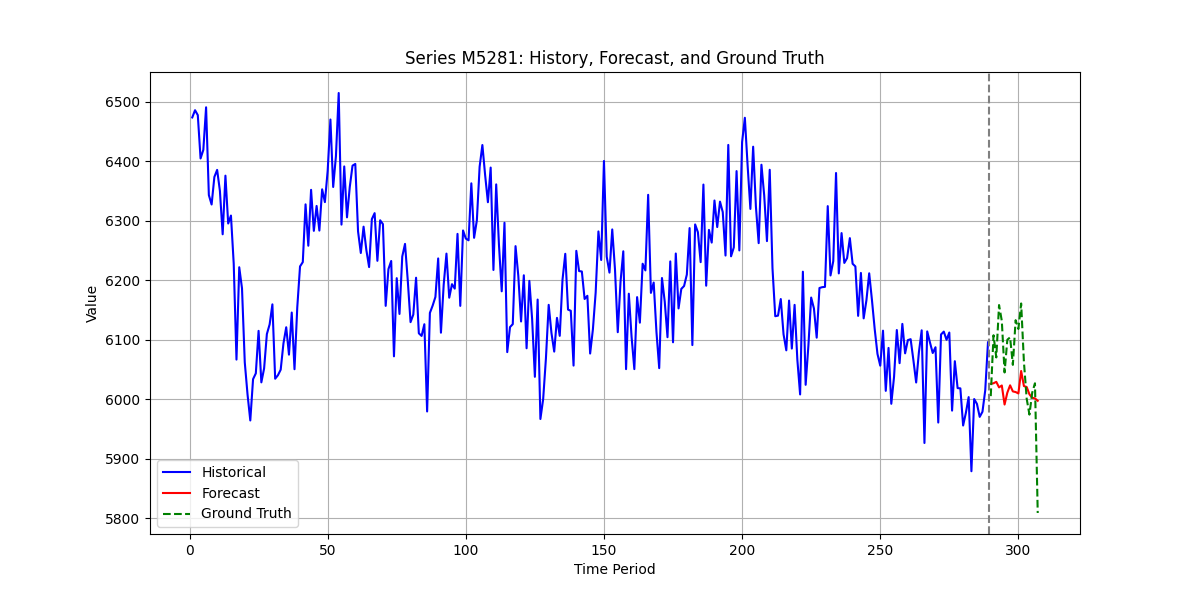 Series M5281: History, Forecast, and Ground Truth
Value
6500
6400
6300
6200
6100
6000
5900
5800
Historical
Forecast
Ground Truth
0 50 100 150 200 250 300
Time Period